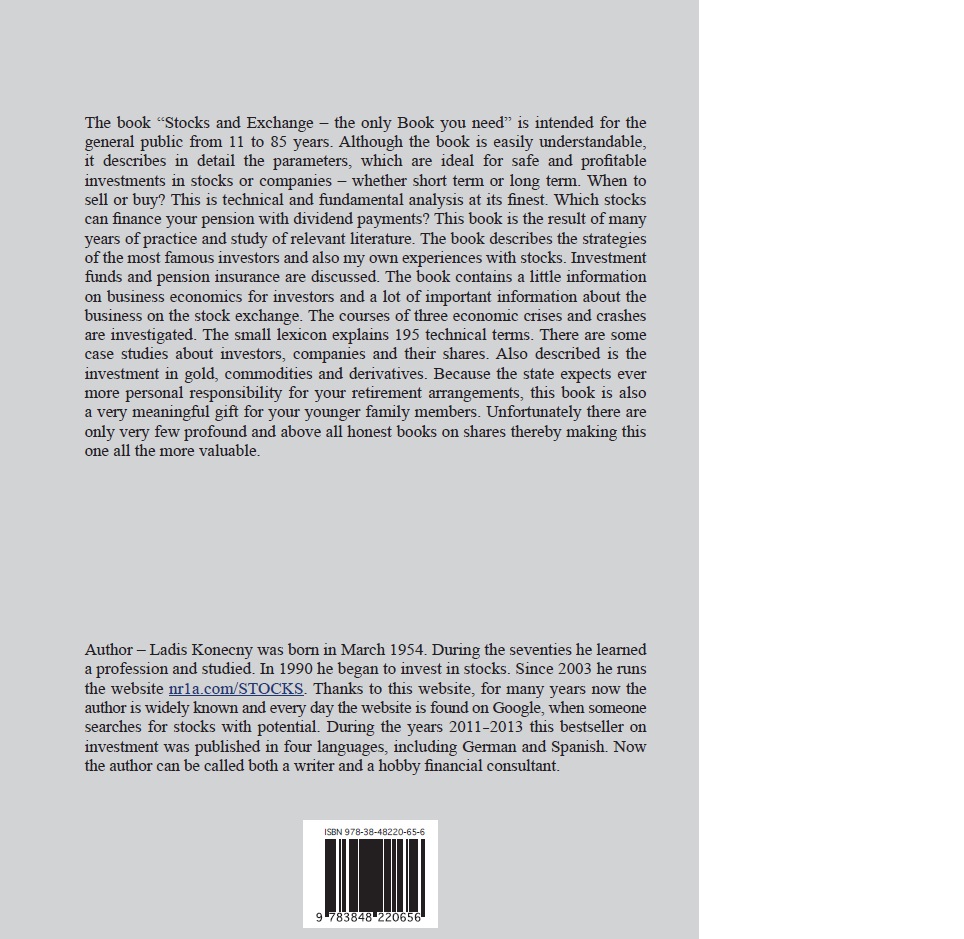 The book “Stocks and Exchange – the only Book you need” is intended for the
general public from 11 to 85 years. Although the book is easily understandable,
it describes in detail the parameters, which are ideal for safe and profitable
investments in stocks or companies – whether short term or long term. When to
sell or buy? This is technical and fundamental analysis at its finest. Which stocks
can finance your pension with dividend payments? This book is the result of many
years of practice and study of relevant literature. The book describes the strategies
of the most famous investors and also my own experiences with stocks. Investment
funds and pension insurance are discussed. The book contains a little information
on business economics for investors and a lot of important information about the
business on the stock exchange. The courses of three economic crises and crashes
are investigated. The small lexicon explains 195 technical terms. There are some
case studies about investors, companies and their shares. Also described is the
investment in gold, commodities and derivatives. Because the state expects ever
more personal responsibility for your retirement arrangements, this book is also
a very meaningful gift for your younger family members. Unfortunately there are
only very few profound and above all honest books on shares thereby making this
one all the more valuable.
Author – Ladis Konecny was born in March 1954. During the seventies he learned
a profession and studied. In 1990 he began to invest in stocks. Since 2003 he runs
the website nr1a.com/STOCKS. Thanks to this website, for many years now the
author is widely known and every day the website is found on Google, when someone
searches for stocks with potential. During the years 2011–2013 this bestseller on
investment was published in four languages, including German and Spanish. Now
the author can be called both a writer and a hobby financial consultant.
ISBN 978-38-48220-65-6
9 783848 220656